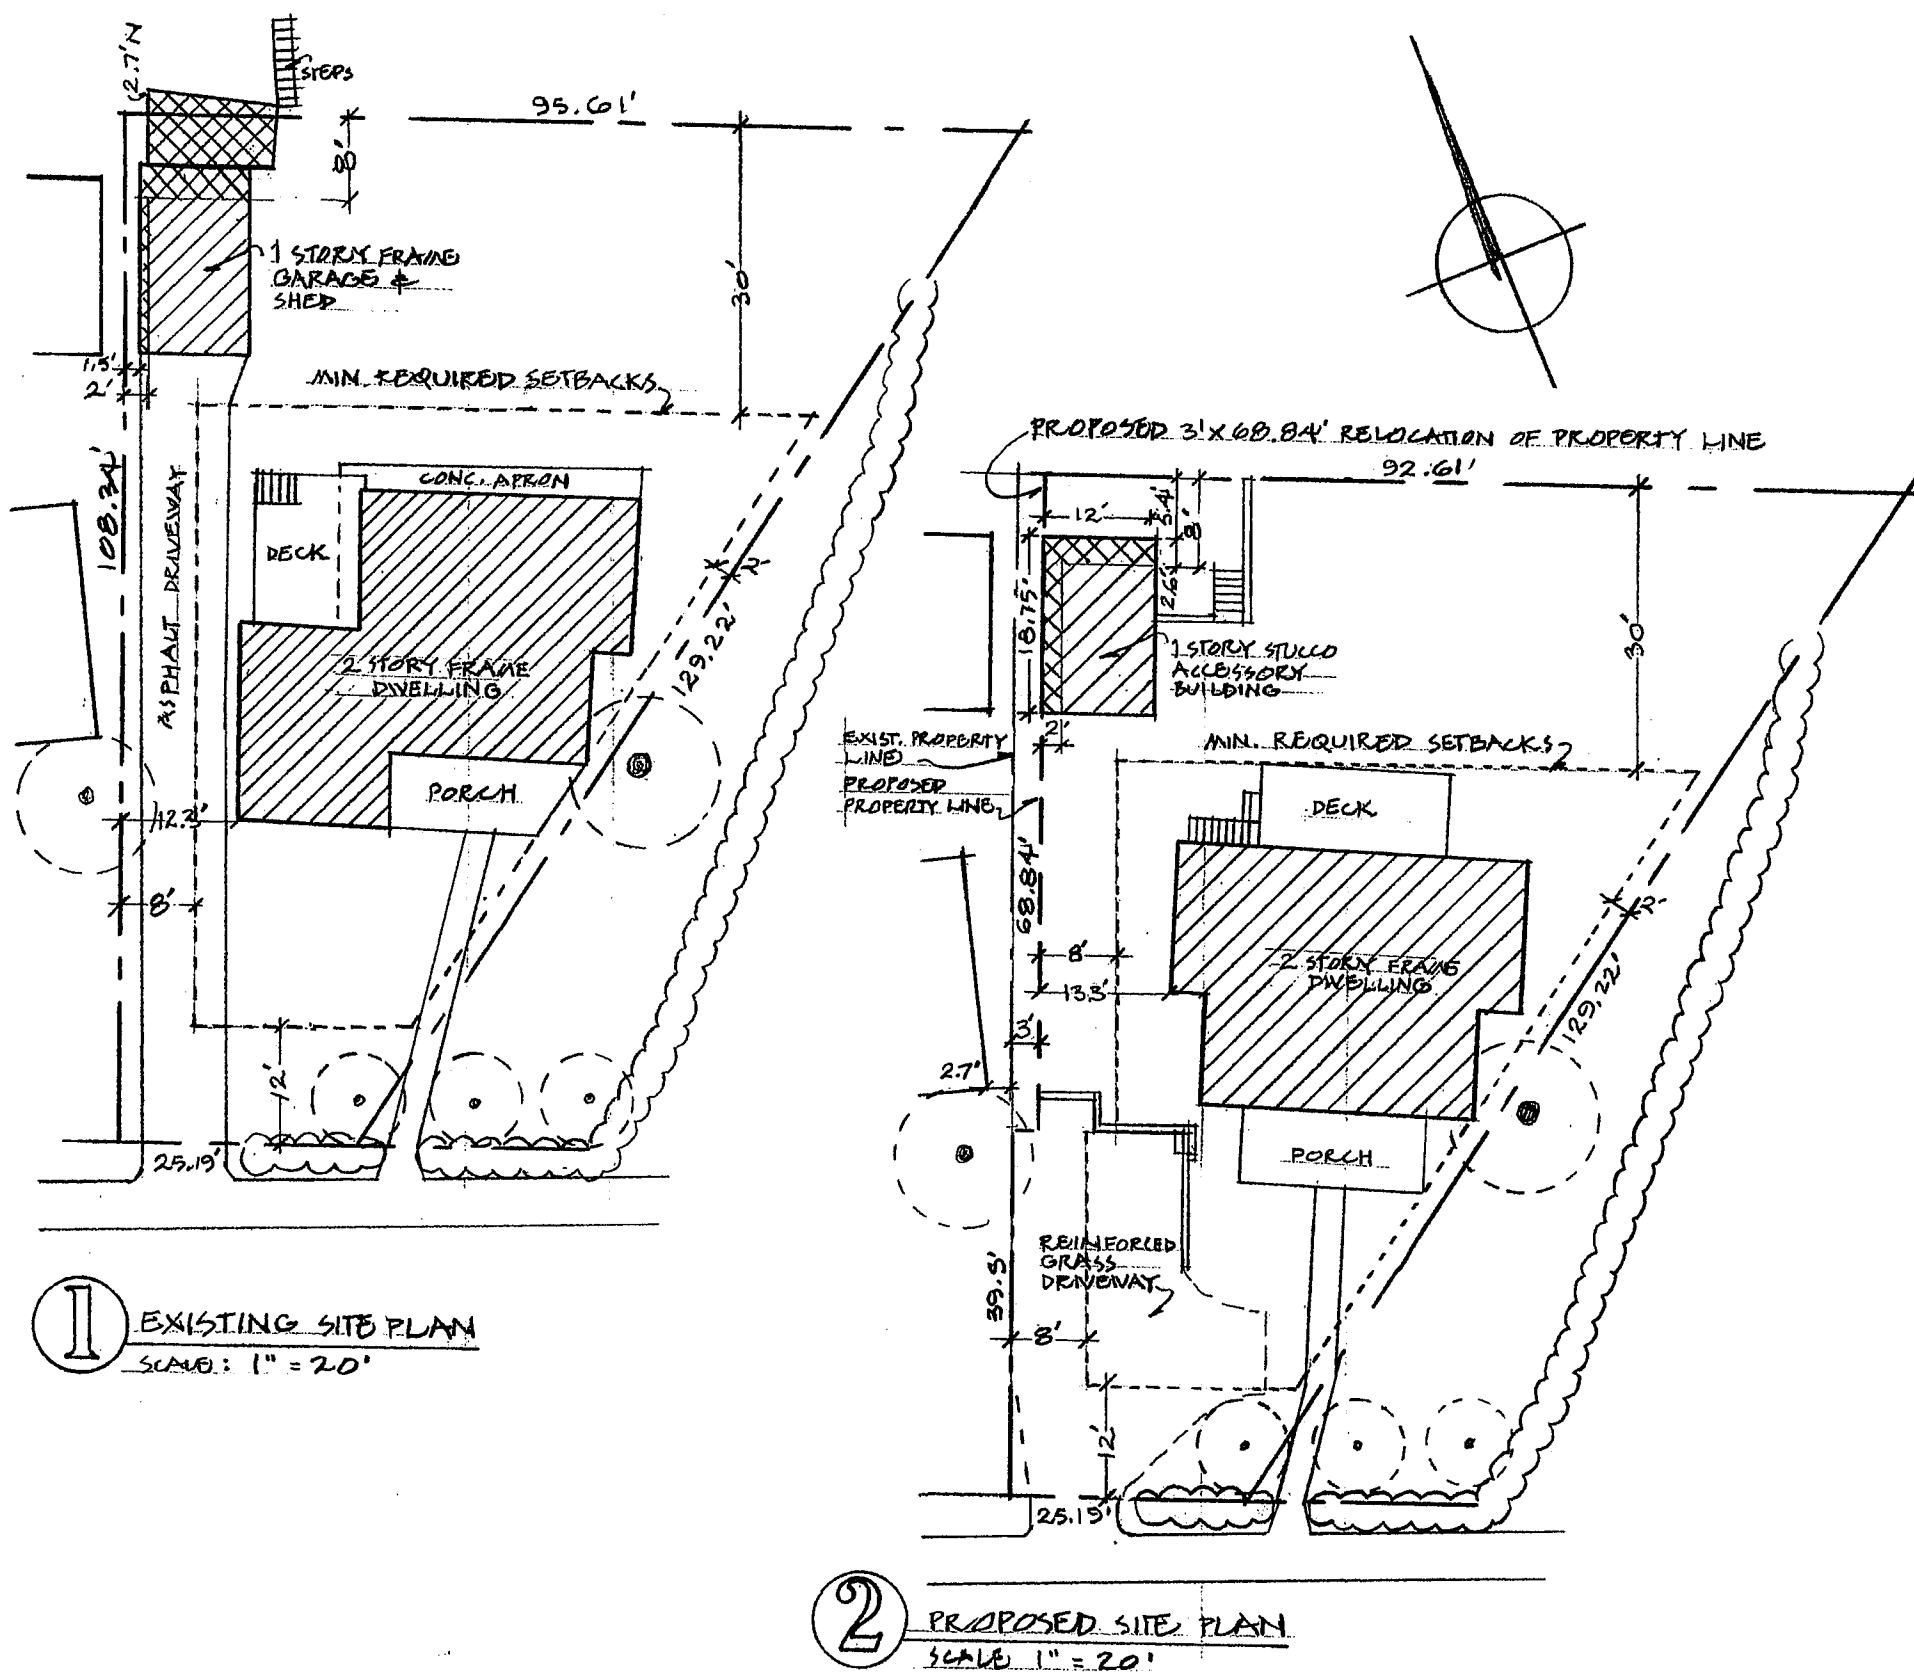 2.7'N
STEPS
95.61'
8'
30'
1 STORY FRAME
GARAGE &
SHED
1.5'
2'
MIN. REQUIRED SETBACKS
108.34'
ASPHALT DRIVEWAY
CONC. APRON
DECK
2'
129.22'
2 STORY FRAME
DWELLING
PORCH
12.3'
8'
12'
25.19'
1
EXISTING SITE PLAN
SCALE: 1" = 20'
PROPOSED 3' X 68.84' RELOCATION OF PROPERTY LINE
92.61'
12'
5.4'
8'
18.75'
2.6'
30'
1 STORY STUCCO
ACCESSORY
BUILDING
2'
EXIST. PROPERTY
LINE
PROPOSED
PROPERTY LINE
MIN. REQUIRED SETBACKS
DECK
68.84'
8'
2'
13.3'
2 STORY FRAME
DWELLING
129.22'
3'
2.7'
PORCH
REINFORCED
GRASS
DRIVEWAY
39.5'
8'
12'
25.19'
2
PROPOSED SITE PLAN
SCALE 1" = 20'